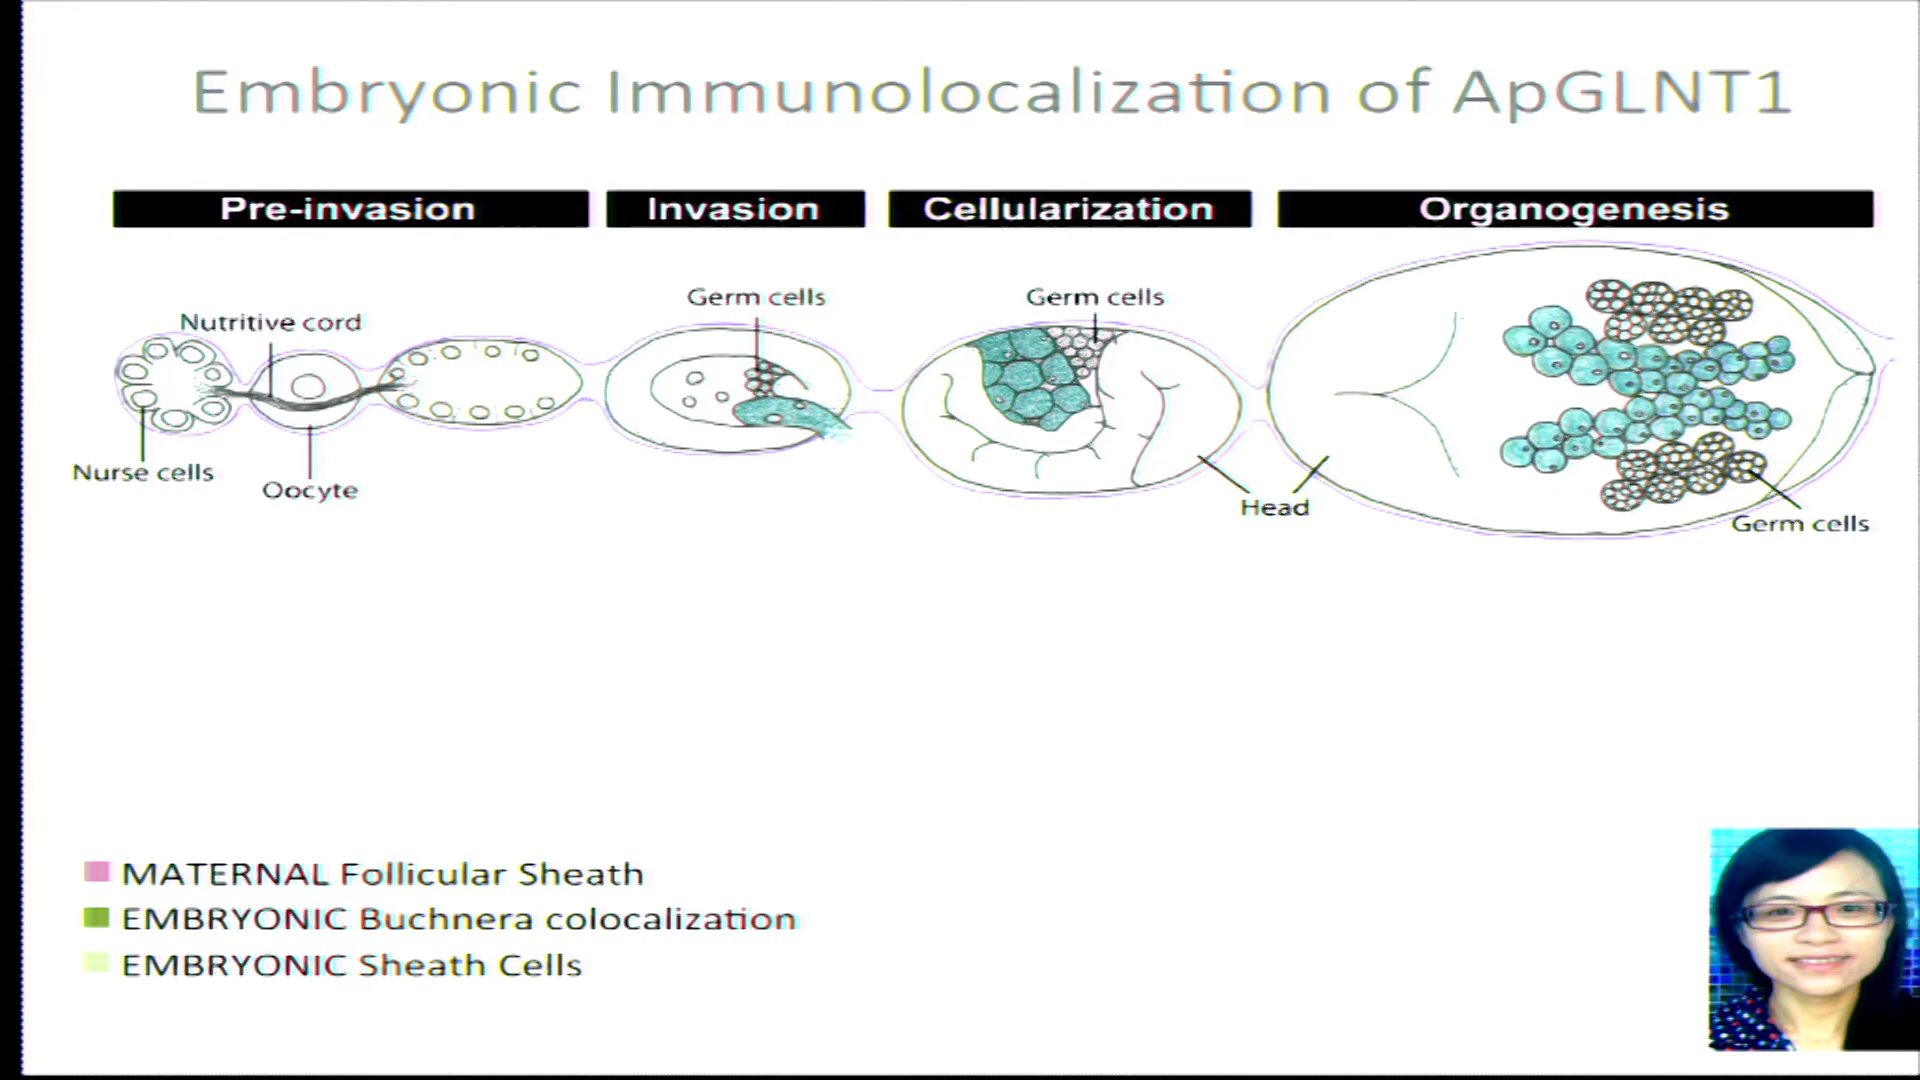 Embryonic Immunolocalization of ApGLNT1
Pre-invasion
Invasion
Cellularization
Organogenesis
Germ cells
Germ cells
Nutritive cord
Nurse cells
Oocyte
Head
Germ cells
MATERNAL Follicular Sheath
EMBRYONIC Buchnera colocalization
EMBRYONIC Sheath Cells